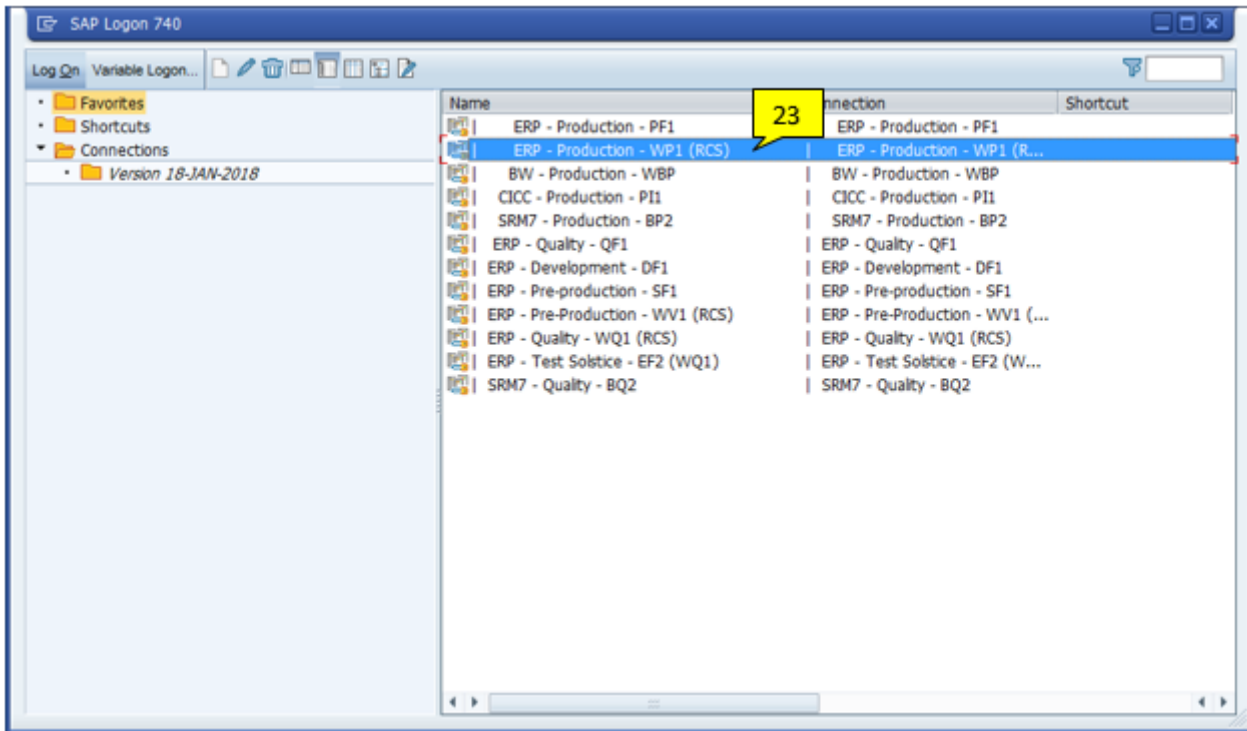 SAP Logon 740
Log On Variable Logon...
Favorites
Shortcuts
Connections
Version 18-JAN-2018
Name 23 nnection Shortcut
| ERP - Production - PF1 ERP - Production - PF1
| ERP - Production - WP1 (RCS) | ERP - Production - WP1 (R...
| BW - Production - WBP | BW - Production - WBP
| CICC - Production - PI1 | CICC - Production - PI1
| SRM7 - Production - BP2 | SRM7 - Production - BP2
| ERP - Quality - QF1 | ERP - Quality - QF1
| ERP - Development - DF1 | ERP - Development - DF1
| ERP - Pre-production - SF1 | ERP - Pre-production - SF1
| ERP - Pre-Production - WV1 (RCS) | ERP - Pre-Production - WV1 (...
| ERP - Quality - WQ1 (RCS) | ERP - Quality - WQ1 (RCS)
| ERP - Test Solstice - EF2 (WQ1) | ERP - Test Solstice - EF2 (W...
| SRM7 - Quality - BQ2 | SRM7 - Quality - BQ2